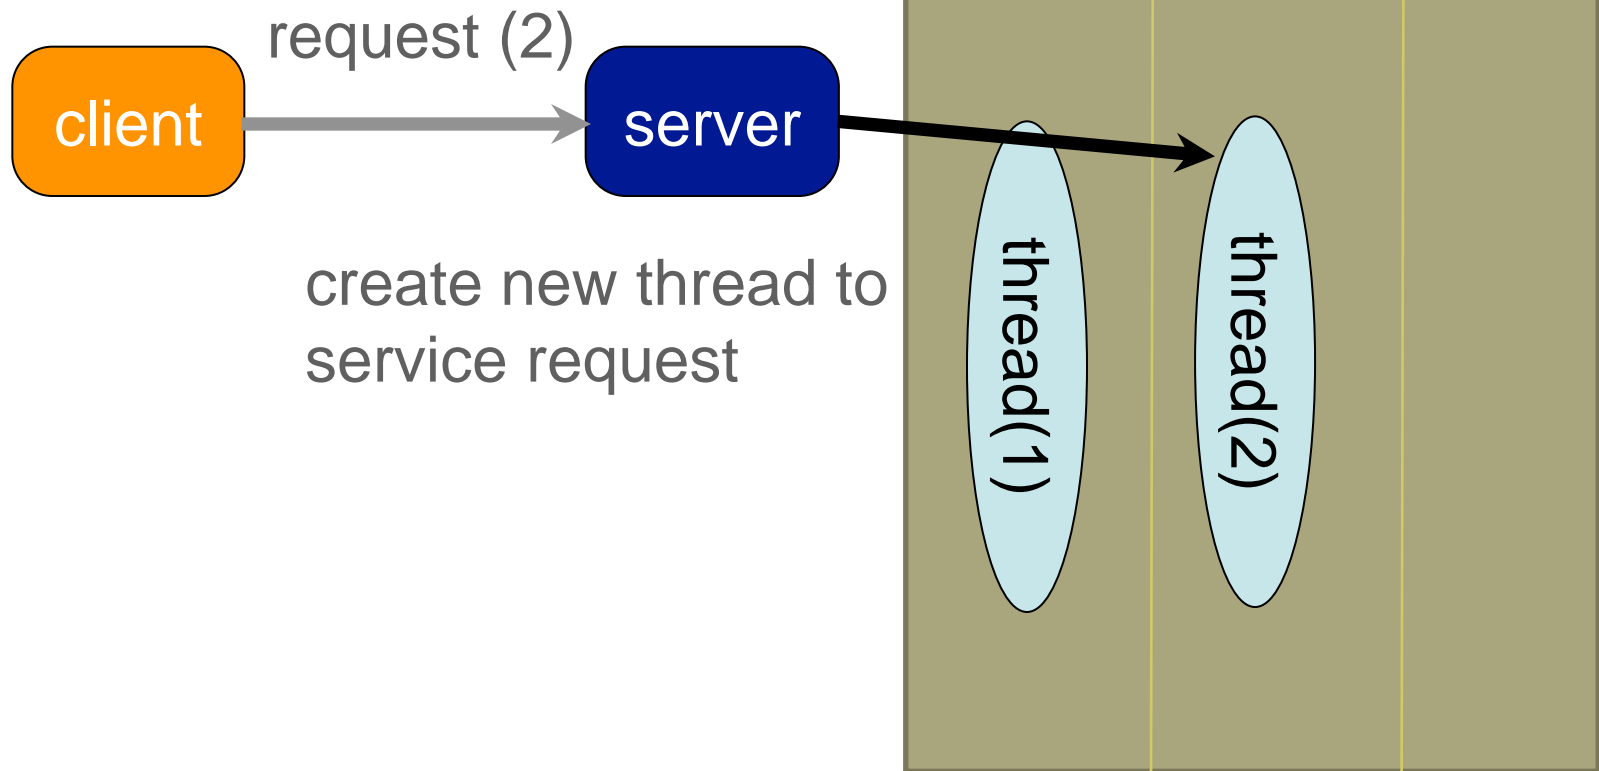 request (2)
client
server
create new thread to
service request
thread(1)
thread(2)